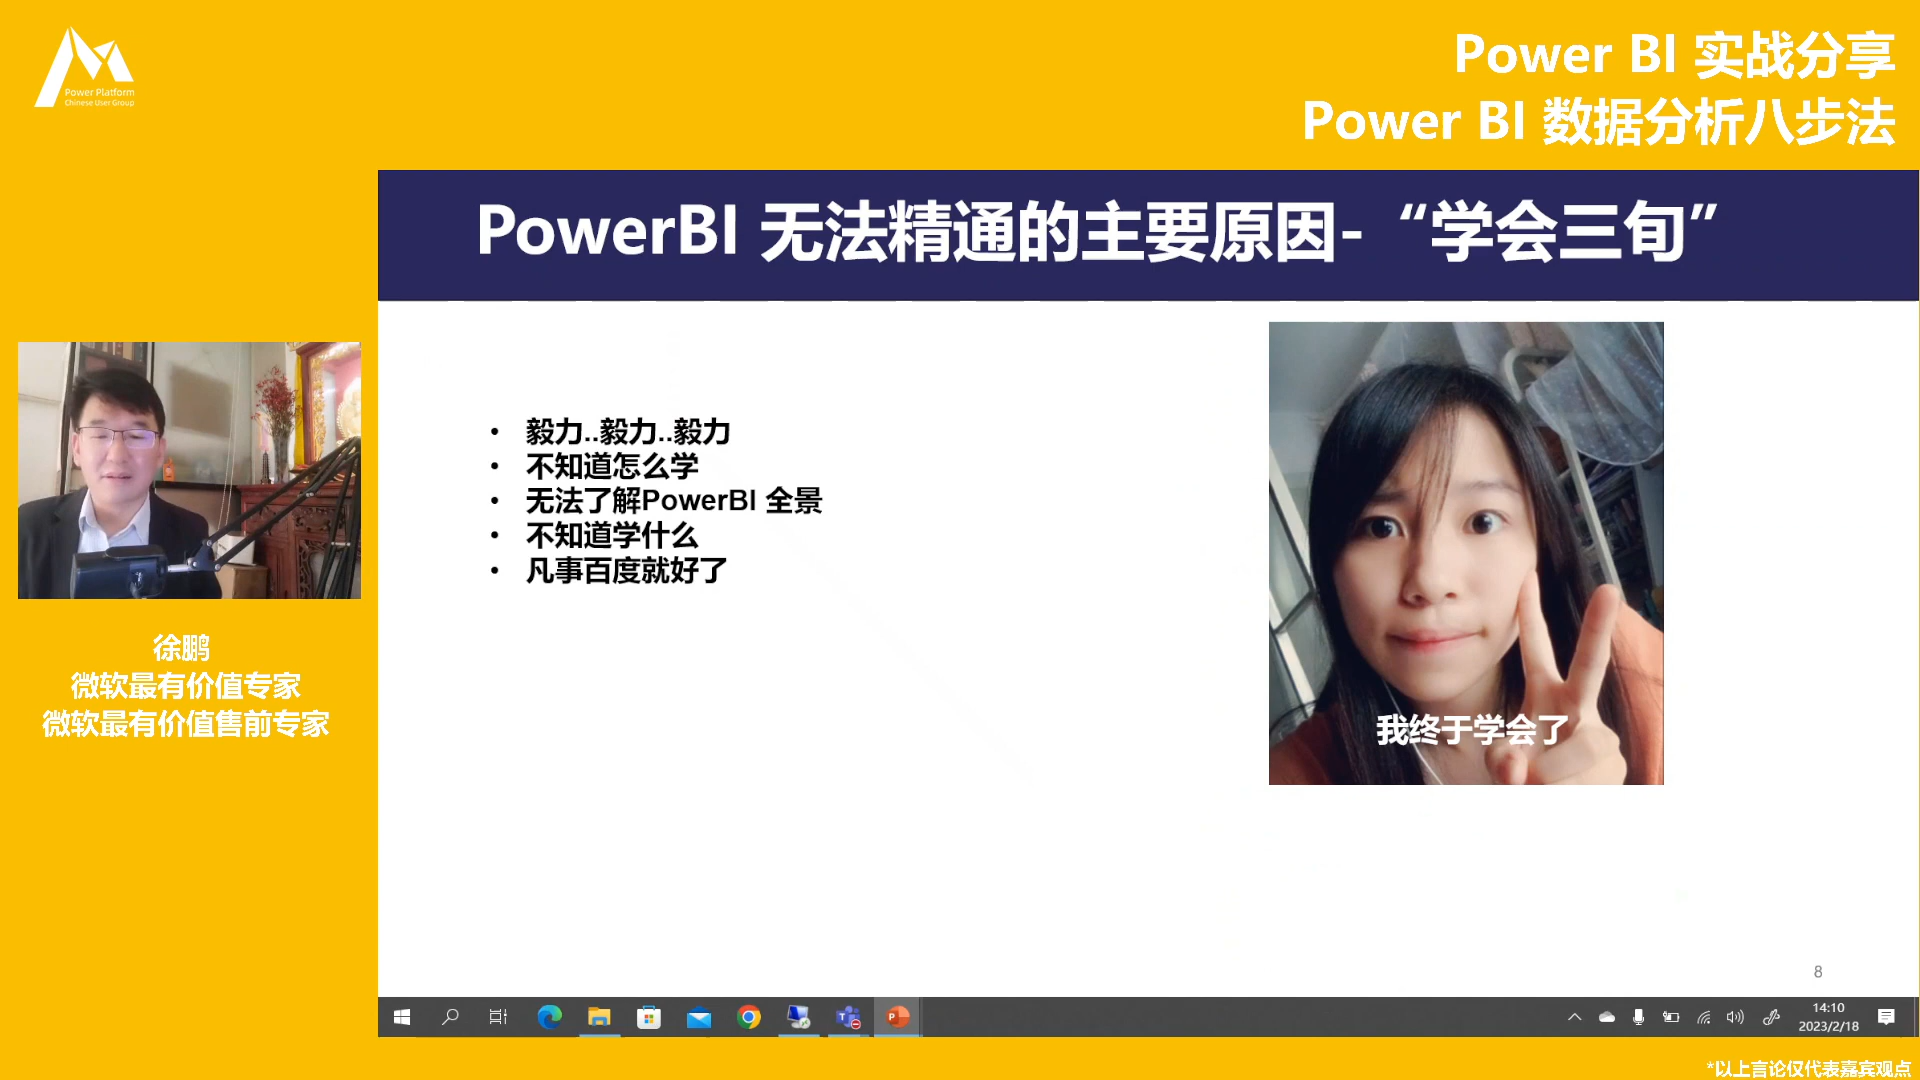 Power Platform
Chinese User Group
Power BI 实战分享
Power BI 数据分析八步法
PowerBI 无法精通的主要原因-“学会三旬”
• 毅力..毅力..毅力
• 不知道怎么学
• 无法了解PowerBI 全景
• 不知道学什么
• 凡事百度就好了
我终于学会了
徐鹏
微软最有价值专家
微软最有价值售前专家
8
14:10
2023/2/18
*以上言论仅代表嘉宾观点